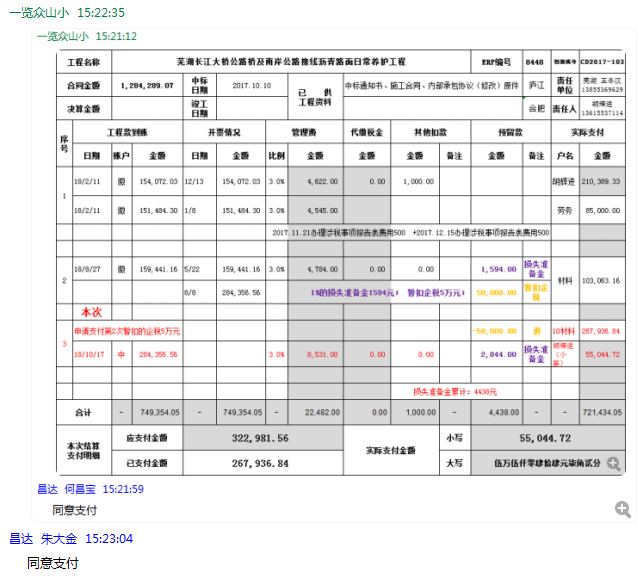 一览众山小 15:22:35
一览众山小 15:21:12
工程名称 芜湖长江大桥公路桥及南岸公路接线沥青路面日常养护工程 ERP编号 8448 CD2017-103
合同金额 1,284,289.07 中标日期 2017.10.10 已 供 工程资料 中标通知书、施工合同、内部承包协议（修改）原件 庐江 责任单位 芜湖 13855369629
决算金额 竣工日期 合肥 责任人 胡辉进 13615537114
序号 工程款到账 开票情况 管理费 代缴税金 其他扣款 预留款 实际支付
日期 账户 金额 日期 金额 比例 金额 金额 金额 备注 金额 备注 户名 金额
1 18/2/11 徽 154,072.03 12/13 154,072.03 3.0% 4,622.00 0.00 1,000.00 胡辉进 210,389.33
18/2/11 徽 151,484.30 1/8 151,484.30 3.0% 4,545.00 劳务 85,000.00
2017.11.21办理涉税事项报告表费用500 +2017.12.15办理涉税事项报告表费用500
2 18/8/27 徽 159,441.16 5/22 159,441.16 3.0% 4,784.00 0.00 0.00 1,594.00 损失准备金 材料 103,063.16
8/8 284,356.56 1%的损失准备金1594元； 暂扣企税5万元； 50,000.00 暂扣企税
本次
3 申请支付第2次暂扣的企税5万元 -50,000.00 退 10材料 267,936.84
18/10/17 中 284,356.56 3.0% 8,531.00 0.00 0.00 2,844.00 损失准备金 胡辉进 55,044.72
损失准备金累计：4438元
合计 - 749,354.05 - 749,354.05 - 22,482.00 0.00 1,000.00 - 4,438.00 - 721,434.05
本次结算支付明细 应支付金额 322,981.56 实际支付金额 小写 55,044.72
已支付金额 267,936.84 大写 伍万伍仟零肆拾肆元柒角贰分
昌达 何昌宝 15:21:59
同意支付
昌达 朱大金 15:23:04
同意支付